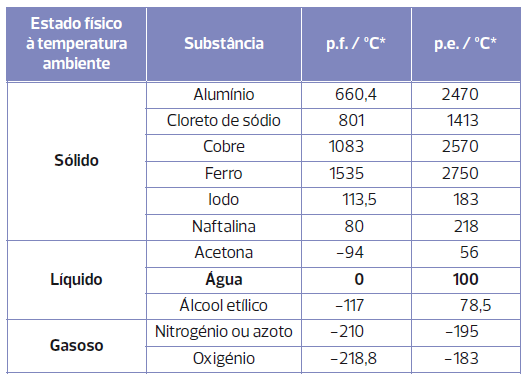 Estado físico
à temperatura
ambiente
Substância
p.f. / °C*
p.e. / °C*
Sólido
Alumínio 660,4 2470
Cloreto de sódio 801 1413
Cobre 1083 2570
Ferro 1535 2750
Iodo 113,5 183
Naftalina 80 218
Líquido
Acetona −94 56
Água 0 100
Álcool etílico −117 78,5
Gasoso
Nitrogénio ou azoto −210 −195
Oxigénio −218,8 −183